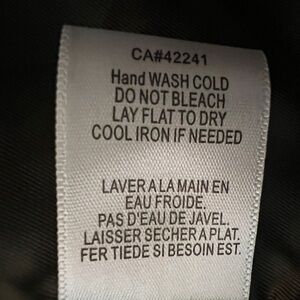 CA#42241
Hand WASH COLD
DO NOT BLEACH
LAY FLAT TO DRY
COOL IRON IF NEEDED
LAVER A LA MAIN EN
EAU FROIDE.
PAS D'EAU DE JAVEL.
LAISSER SECHER A PLAT.
FER TIEDE SI BESOIN EST.